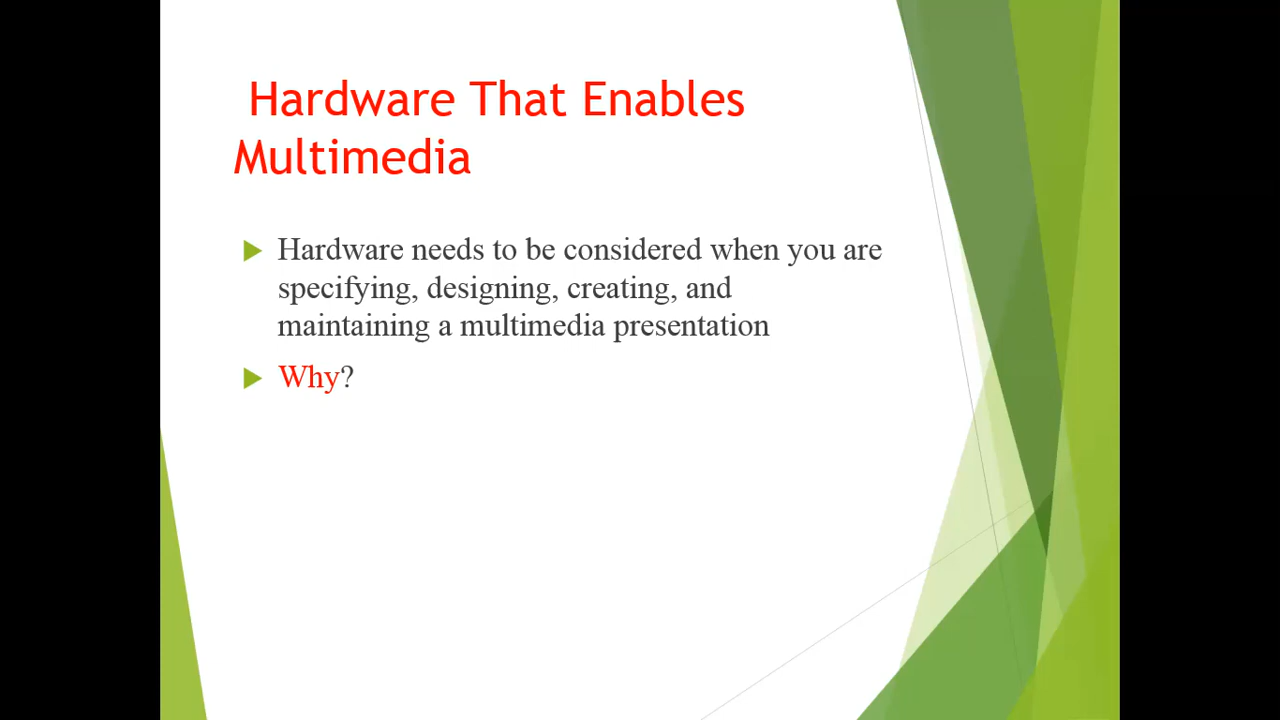 Hardware That Enables
Multimedia
Hardware needs to be considered when you are
specifying, designing, creating, and
maintaining a multimedia presentation
Why?